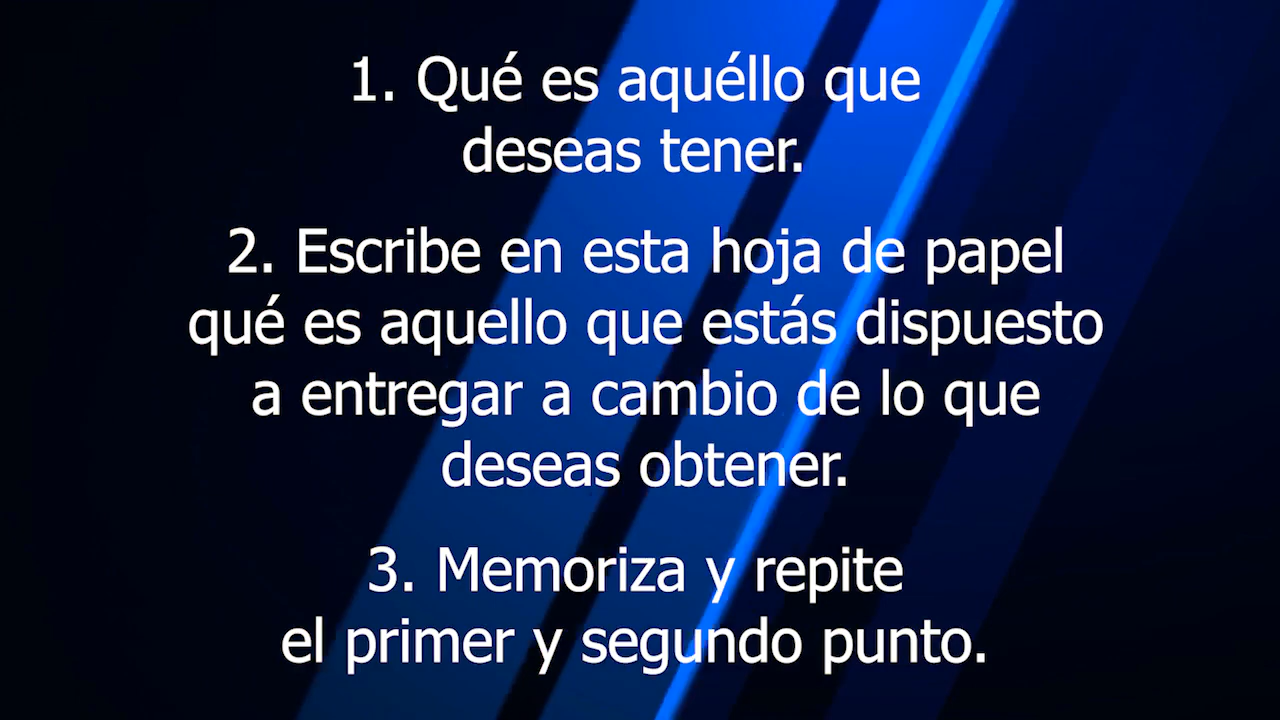 1. Qué es aquéllo que
deseas tener.
2. Escribe en esta hoja de papel
qué es aquello que estás dispuesto
a entregar a cambio de lo que
deseas obtener.
3. Memoriza y repite
el primer y segundo punto.